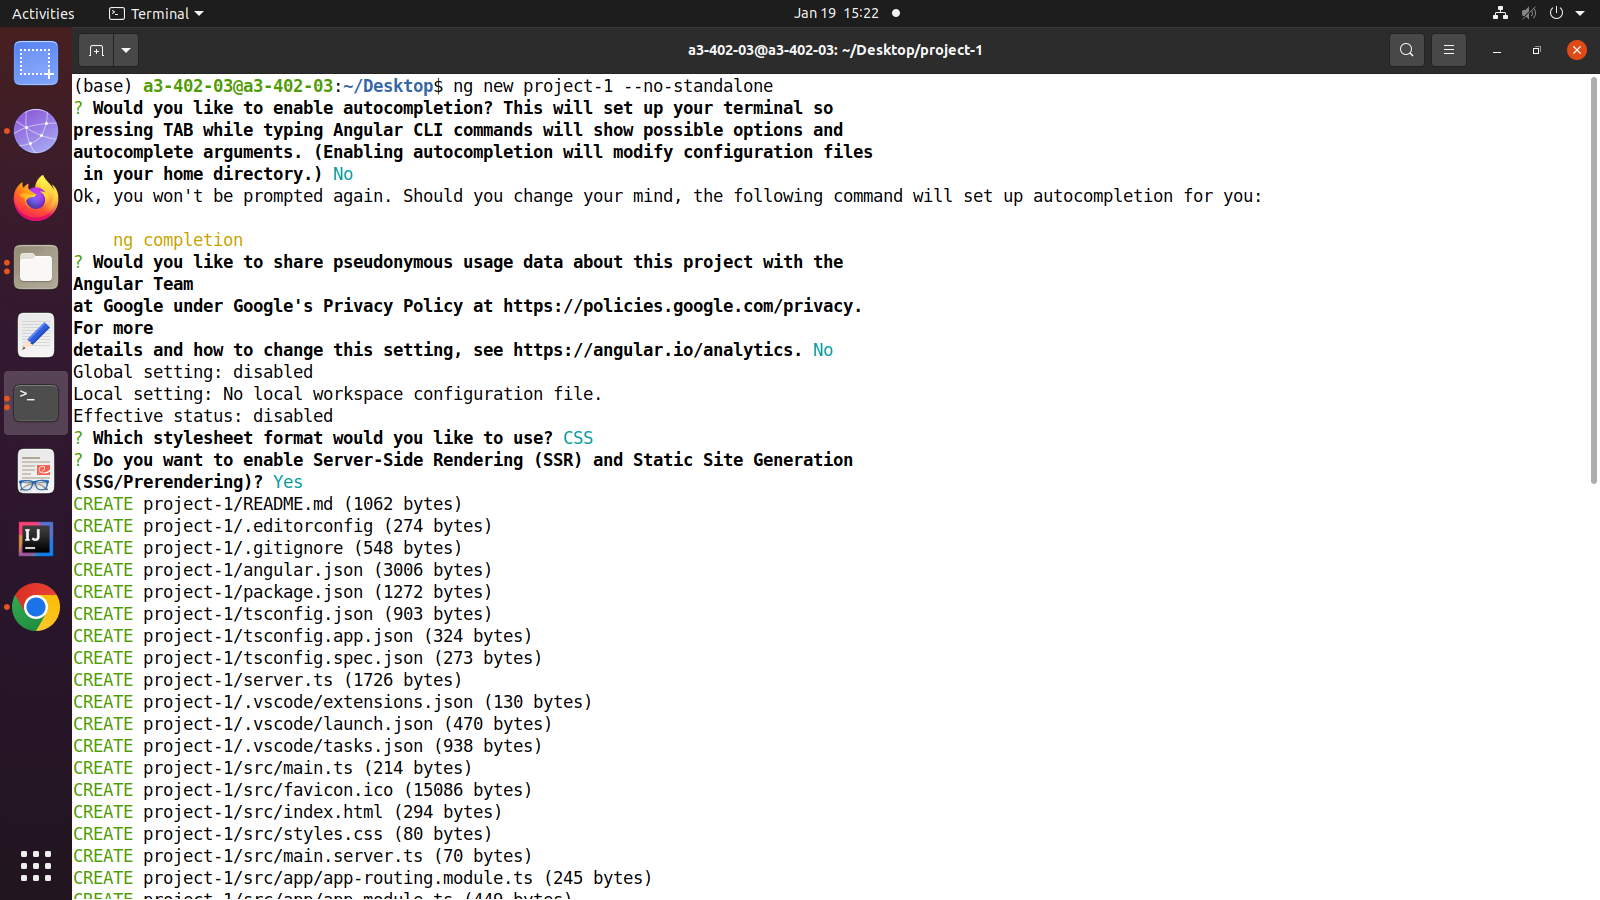 Activities
Terminal
Jan 19 15:22
a3-402-03@a3-402-03: ~/Desktop/project-1
(base) a3-402-03@a3-402-03:~/Desktop$ ng new project-1 --no-standalone
? Would you like to enable autocompletion? This will set up your terminal so
pressing TAB while typing Angular CLI commands will show possible options and
autocomplete arguments. (Enabling autocompletion will modify configuration files
in your home directory.) No
Ok, you won't be prompted again. Should you change your mind, the following command will set up autocompletion for you:
ng completion
? Would you like to share pseudonymous usage data about this project with the
Angular Team
at Google under Google's Privacy Policy at https://policies.google.com/privacy.
For more
details and how to change this setting, see https://angular.io/analytics. No
Global setting: disabled
Local setting: No local workspace configuration file.
Effective status: disabled
? Which stylesheet format would you like to use? CSS
? Do you want to enable Server-Side Rendering (SSR) and Static Site Generation
(SSG/Prerendering)? Yes
CREATE project-1/README.md (1062 bytes)
CREATE project-1/.editorconfig (274 bytes)
CREATE project-1/.gitignore (548 bytes)
CREATE project-1/angular.json (3006 bytes)
CREATE project-1/package.json (1272 bytes)
CREATE project-1/tsconfig.json (903 bytes)
CREATE project-1/tsconfig.app.json (324 bytes)
CREATE project-1/tsconfig.spec.json (273 bytes)
CREATE project-1/server.ts (1726 bytes)
CREATE project-1/.vscode/extensions.json (130 bytes)
CREATE project-1/.vscode/launch.json (470 bytes)
CREATE project-1/.vscode/tasks.json (938 bytes)
CREATE project-1/src/main.ts (214 bytes)
CREATE project-1/src/favicon.ico (15086 bytes)
CREATE project-1/src/index.html (294 bytes)
CREATE project-1/src/styles.css (80 bytes)
CREATE project-1/src/main.server.ts (70 bytes)
CREATE project-1/src/app/app-routing.module.ts (245 bytes)
CREATE project-1/src/app/app.module.ts (449 bytes)
>_
IJ